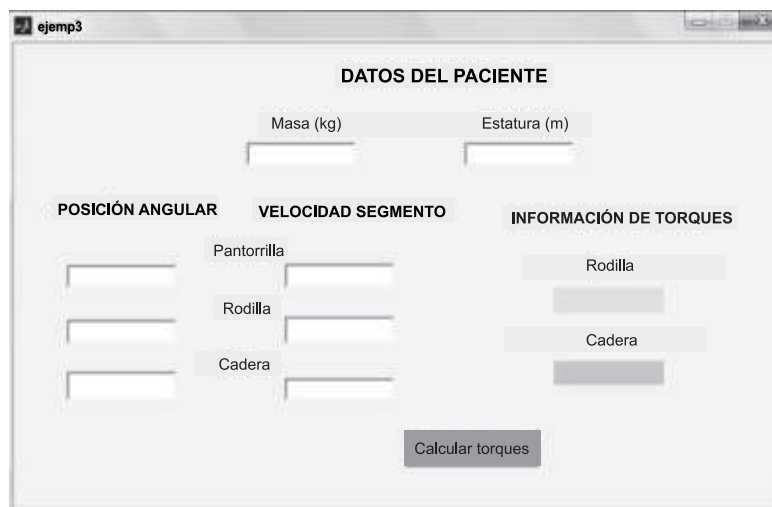 ejemp3
DATOS DEL PACIENTE
Masa (kg)
Estatura (m)
POSICIÓN ANGULAR
VELOCIDAD SEGMENTO
INFORMACIÓN DE TORQUES
Pantorrilla
Rodilla
Rodilla
Cadera
Cadera
Calcular torques